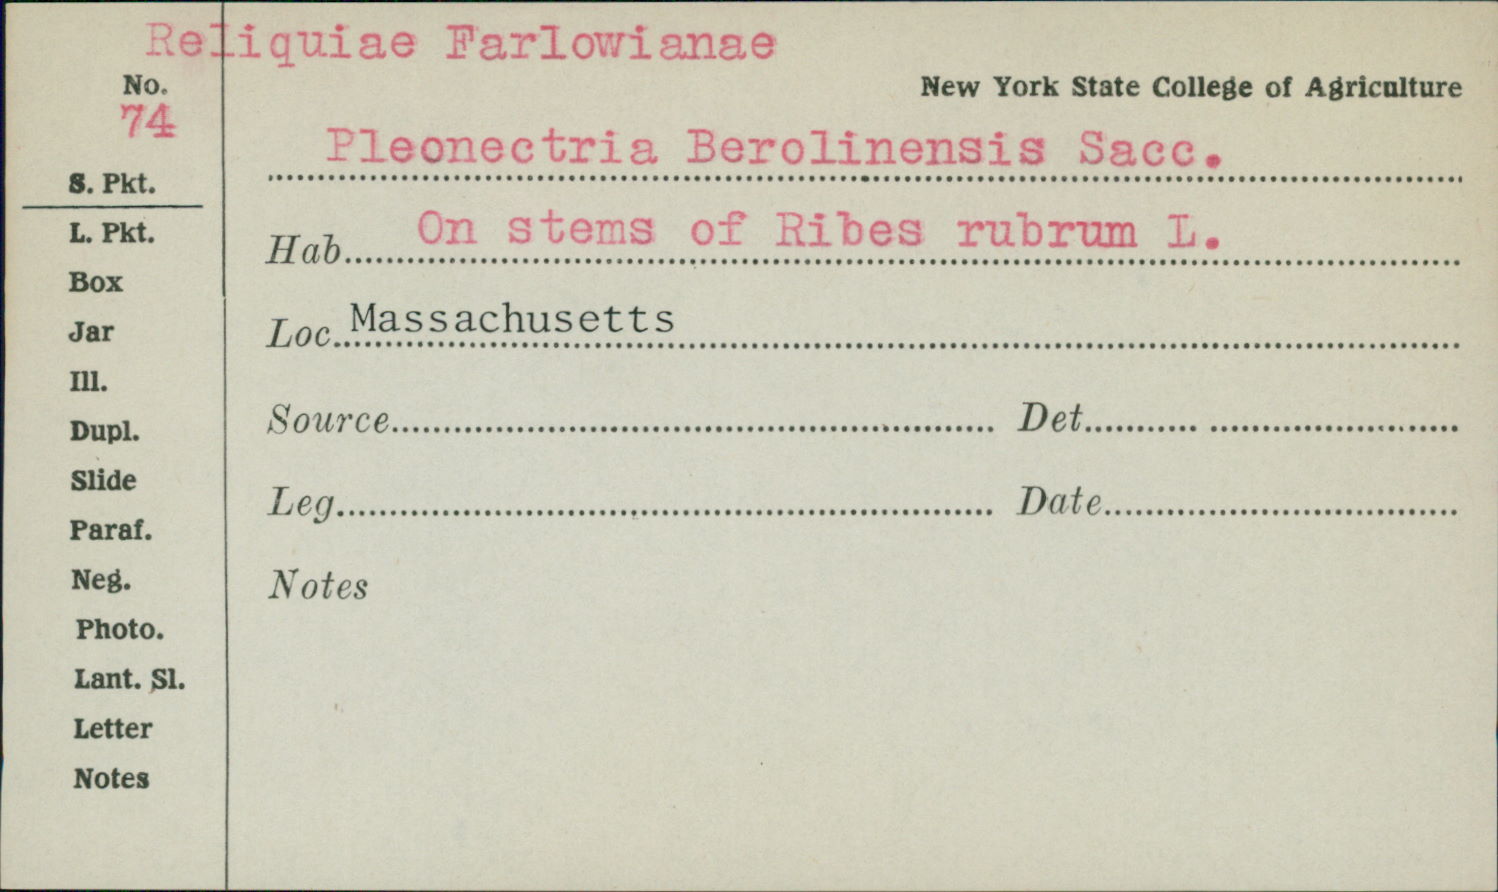 Reliquiae Farlowianae
No.
74
New York State College of Agriculture
Pleonectria Berolinensis Sacc.
S. Pkt.
L. Pkt.
Box
Jar
Ill.
Dupl.
Slide
Paraf.
Neg.
Photo.
Lant. Sl.
Letter
Notes
Hab. On stems of Ribes rubrum L.
Loc. Massachusetts
Source Det
Leg. Date
Notes